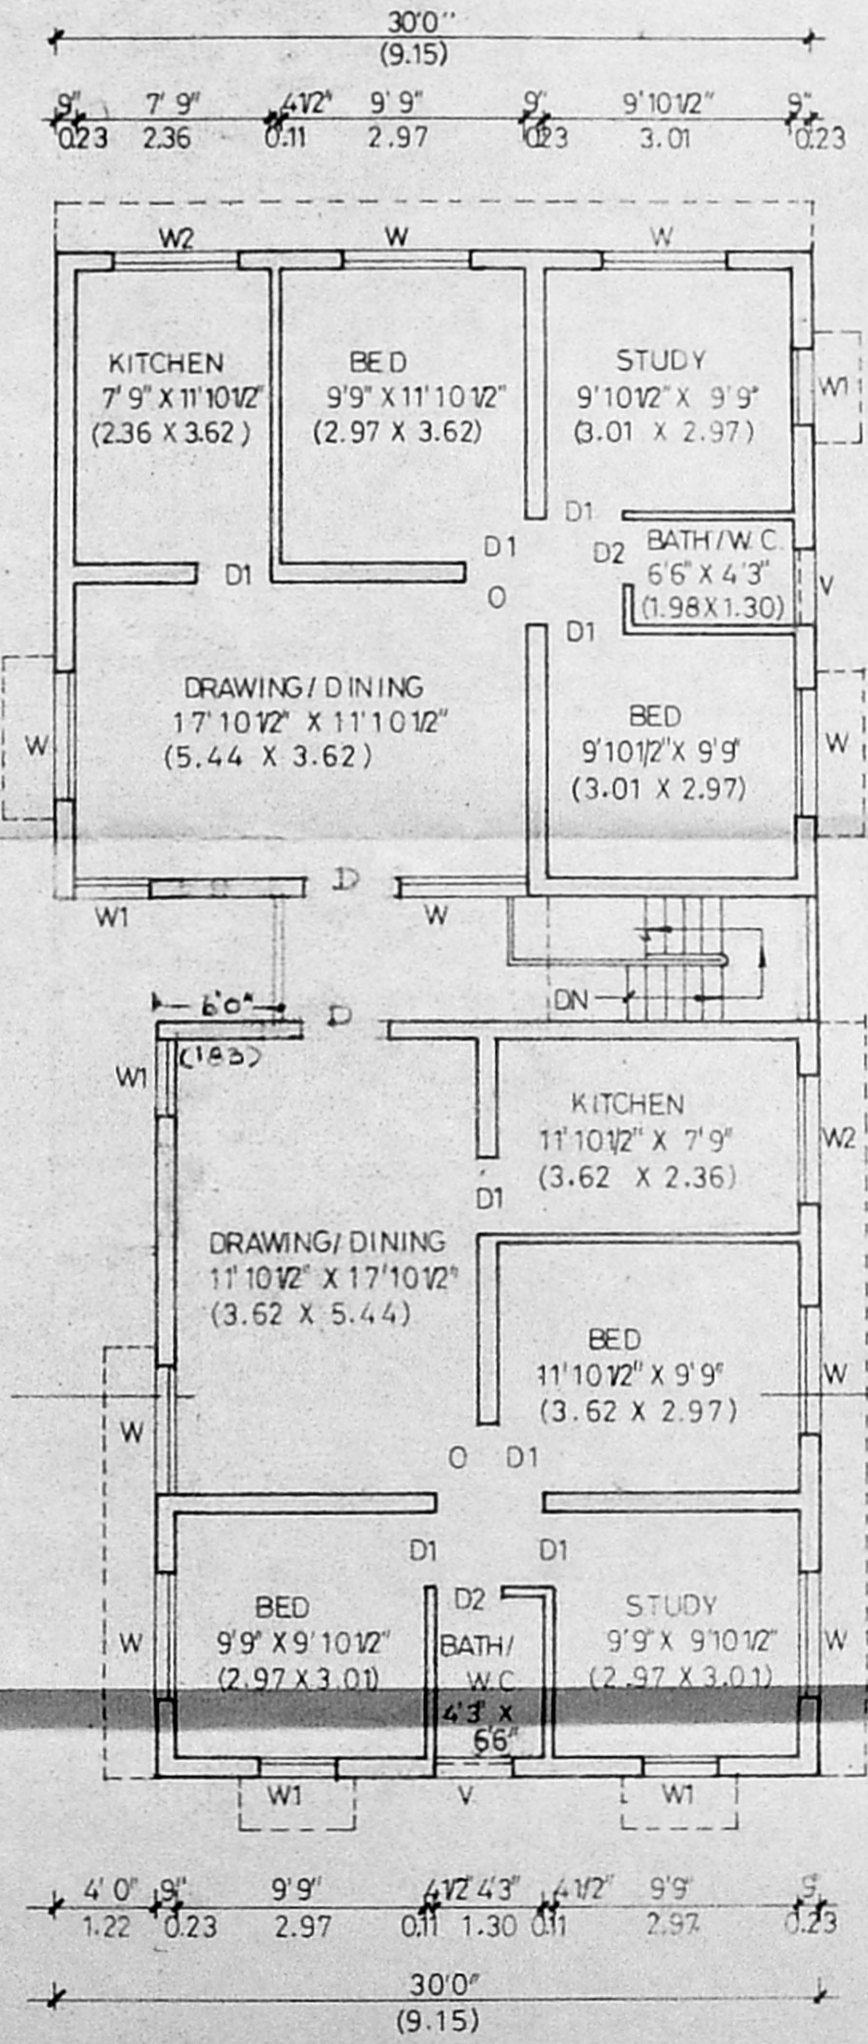 30'0''
(9.15)
9" 7' 9" 4 1/2" 9' 9" 9" 9' 10 1/2" 9"
0.23 2.36 0.11 2.97 0.23 3.01 0.23
W2 W W
KITCHEN BED STUDY
7' 9" X 11' 10 1/2" 9' 9" X 11' 10 1/2" 9' 10 1/2" X 9' 9" W1
(2.36 X 3.62) (2.97 X 3.62) (3.01 X 2.97)
D1
D1 D1 D2 BATH/W.C.
6'6" X 4'3" V
O (1.98X1.30)
D1
DRAWING/ DINING
17' 10 1/2" X 11' 10 1/2" BED
W (5.44 X 3.62) 9' 10 1/2" X 9' 9" W
(3.01 X 2.97)
D
W1 W
DN
6'0" D
(183)
W1 KITCHEN
11' 10 1/2" X 7' 9" W2
(3.62 X 2.36)
D1
DRAWING/ DINING
11' 10 1/2" X 17' 10 1/2"
(3.62 X 5.44)
BED
11' 10 1/2" X 9' 9" W
(3.62 X 2.97)
W
O D1
D1 D1
BED D2 STUDY
W 9' 9" X 9' 10 1/2" BATH/ 9' 9" X 9' 10 1/2" W
(2.97 X 3.01) W.C. (2.97 X 3.01)
4'3" X
6'6"
W1 V W1
4' 0" 9" 9' 9" 4 1/2" 4'3" 4 1/2" 9' 9" 9"
1.22 0.23 2.97 0.11 1.30 0.11 2.97 0.23
30'0"
(9.15)